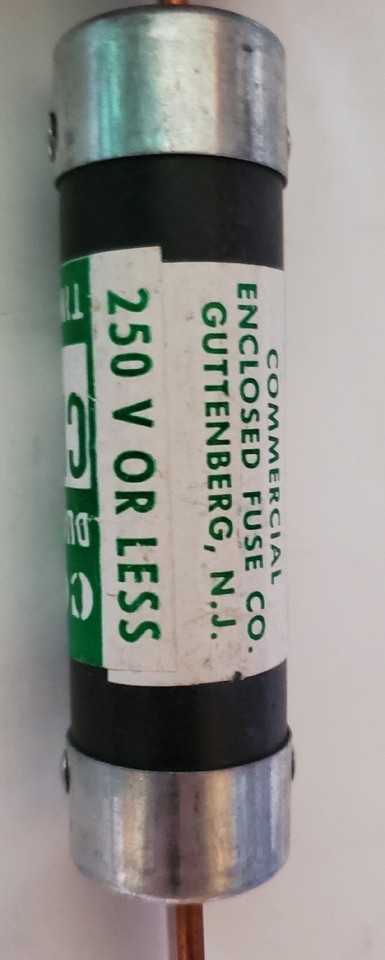 COMMERCIAL
ENCLOSED FUSE CO.
GUTTENBERG, N.J.
250 V OR LESS